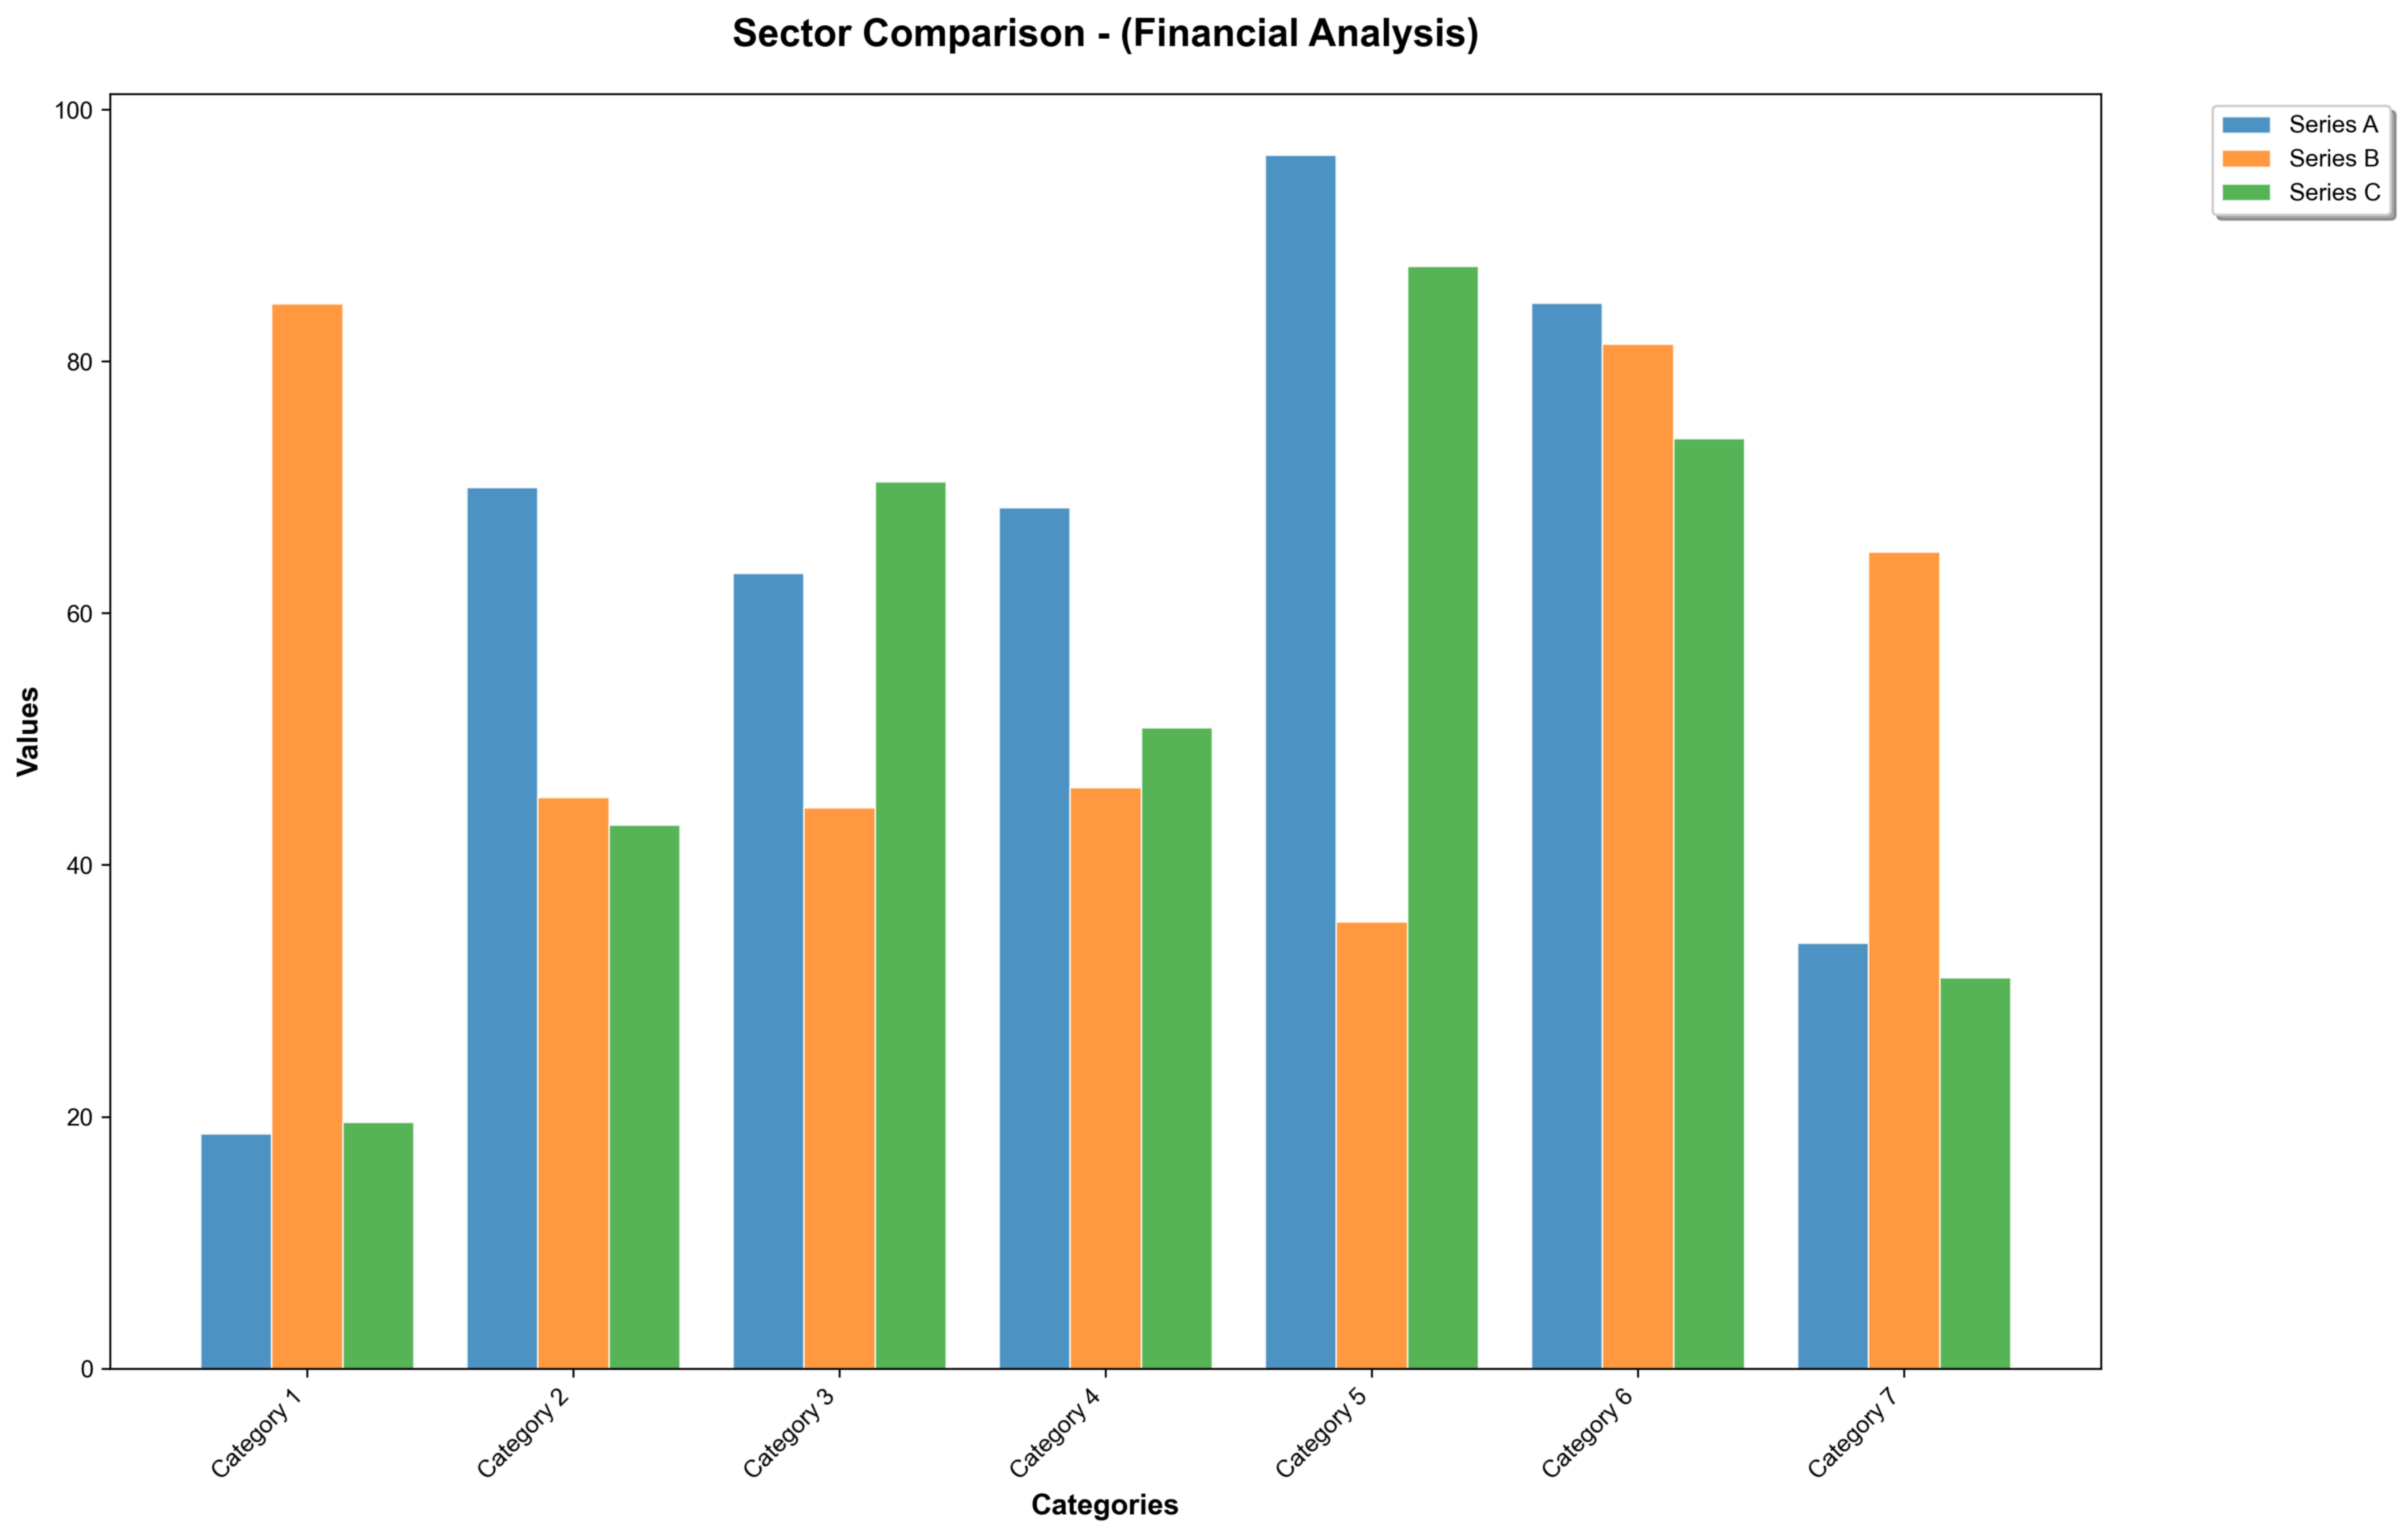 Sector Comparison - (Financial Analysis)
100
80
60
40
20
0
Values
Series A
Series B
Series C
Category 1
Category 2
Category 3
Category 4
Category 5
Category 6
Category 7
Categories